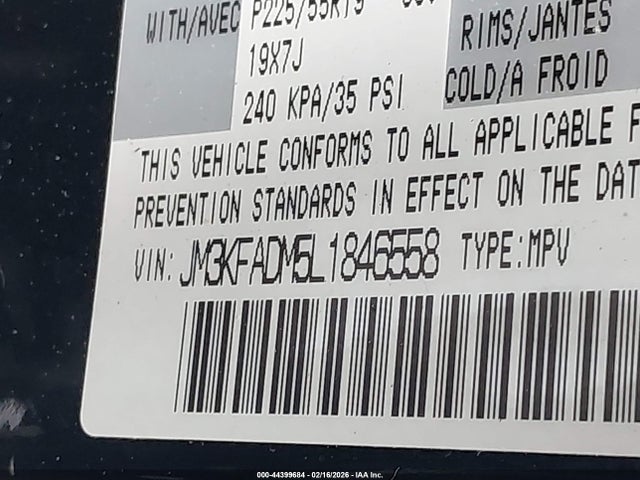 WITH/AVEC P225/55R19 RIMS/JANTES
19X7J
240 KPA/35 PSI COLD/A FROID
THIS VEHICLE CONFORMS TO ALL APPLICABLE F
PREVENTION STANDARDS IN EFFECT ON THE DAT
VIN: JM3KFADM5L1846558 TYPE:MPV
000-44399684 - 02/16/2026 - IAA Inc.